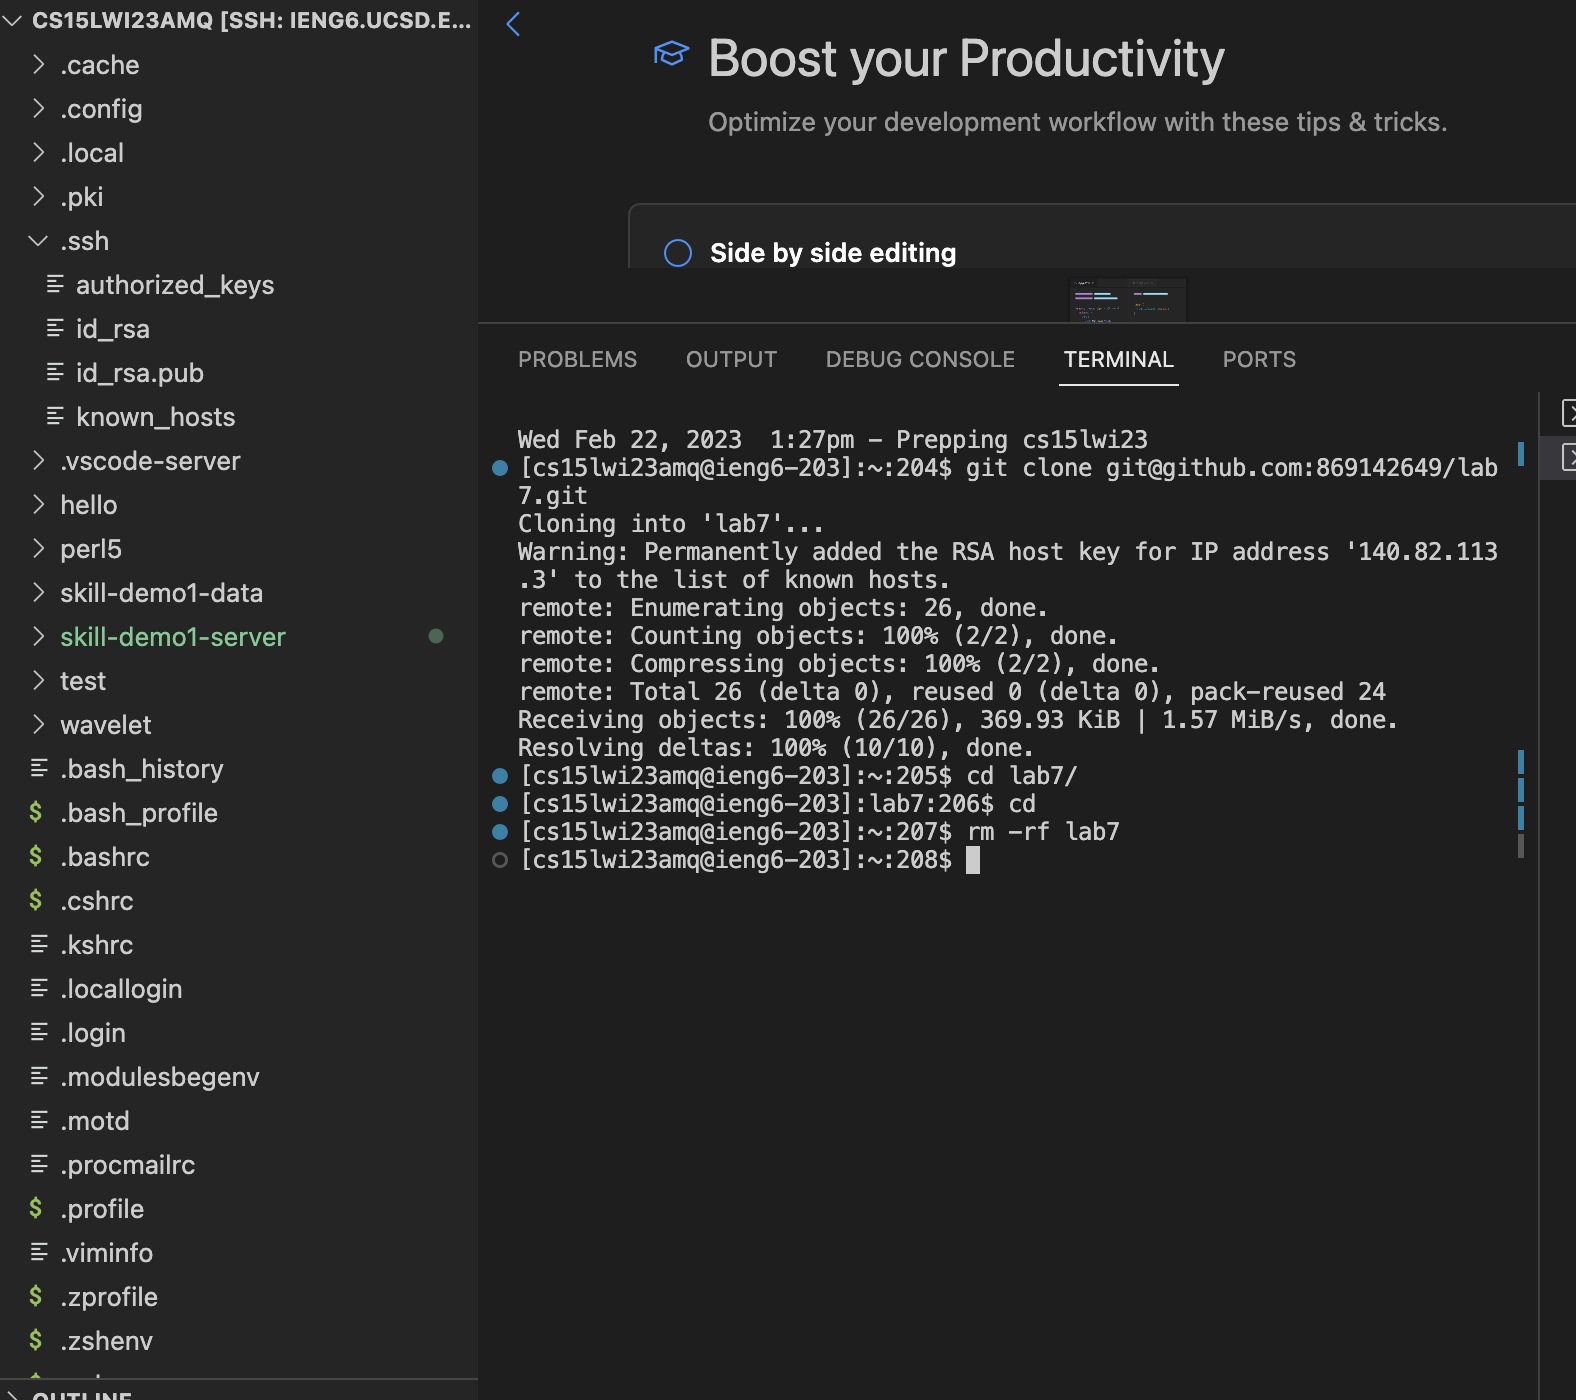 CS15LWI23AMQ [SSH: IENG6.UCSD.E...
.cache
.config
.local
.pki
.ssh
authorized_keys
id_rsa
id_rsa.pub
known_hosts
.vscode-server
hello
perl5
skill-demo1-data
skill-demo1-server
test
wavelet
.bash_history
$ .bash_profile
$ .bashrc
$ .cshrc
.kshrc
.locallogin
.login
.modulesbegenv
.motd
.procmailrc
$ .profile
.viminfo
$ .zprofile
$ .zshenv
OUTLINE
Boost your Productivity
Optimize your development workflow with these tips & tricks.
Side by side editing
PROBLEMS OUTPUT DEBUG CONSOLE TERMINAL PORTS
Wed Feb 22, 2023  1:27pm - Prepping cs15lwi23
[cs15lwi23amq@ieng6-203]:~:204$ git clone git@github.com:869142649/lab
7.git
Cloning into 'lab7'...
Warning: Permanently added the RSA host key for IP address '140.82.113
.3' to the list of known hosts.
remote: Enumerating objects: 26, done.
remote: Counting objects: 100% (2/2), done.
remote: Compressing objects: 100% (2/2), done.
remote: Total 26 (delta 0), reused 0 (delta 0), pack-reused 24
Receiving objects: 100% (26/26), 369.93 KiB | 1.57 MiB/s, done.
Resolving deltas: 100% (10/10), done.
[cs15lwi23amq@ieng6-203]:~:205$ cd lab7/
[cs15lwi23amq@ieng6-203]:lab7:206$ cd
[cs15lwi23amq@ieng6-203]:~:207$ rm -rf lab7
[cs15lwi23amq@ieng6-203]:~:208$